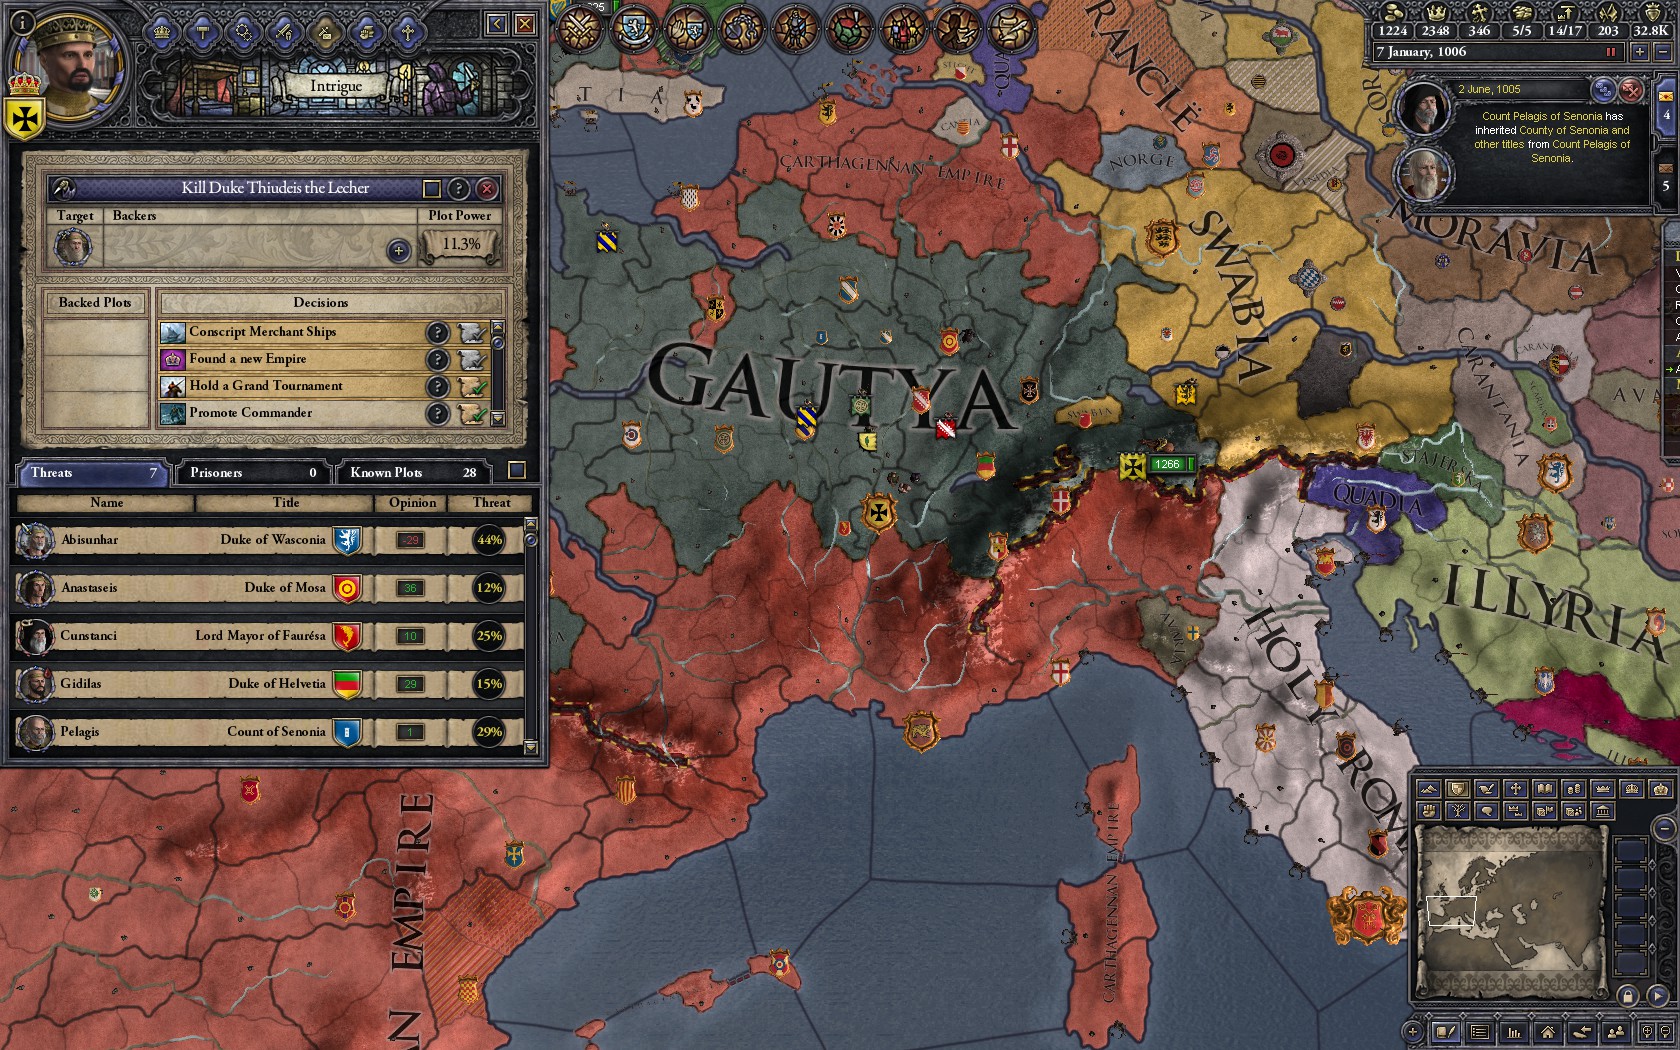 Intrigue
Kill Duke Thiudeis the Lecher
Target
Backers
Plot Power
11.3%
Backed Plots
Decisions
Conscript Merchant Ships
Found a new Empire
Hold a Grand Tournament
Promote Commander
Threats 7
Prisoners 0
Known Plots 28
Name Title Opinion Threat
Abisunhar Duke of Wasconia -29 44%
Anastaseis Duke of Mosa 36 12%
Cunstanci Lord Mayor of Faurésa 10 25%
Gidilas Duke of Helvetia 29 15%
Pelagis Count of Senonia 1 29%
1224 2348 346 5/5 14/17 203 32.8K
7 January, 1006
2 June, 1005
Count Pelagis of Senonia has
inherited County of Senonia and
other titles from Count Pelagis of
Senonia.
4
5
CARTHAGENNAN EMPIRE
NORGE
MORAVIA
SWABIA
GAUTYA
CARANTANIA
QUADIA
ILLYRIA
AVARIA
HOLY ROM
1266
CARTHAGENNAN EMPIRE
AN EMPIRE